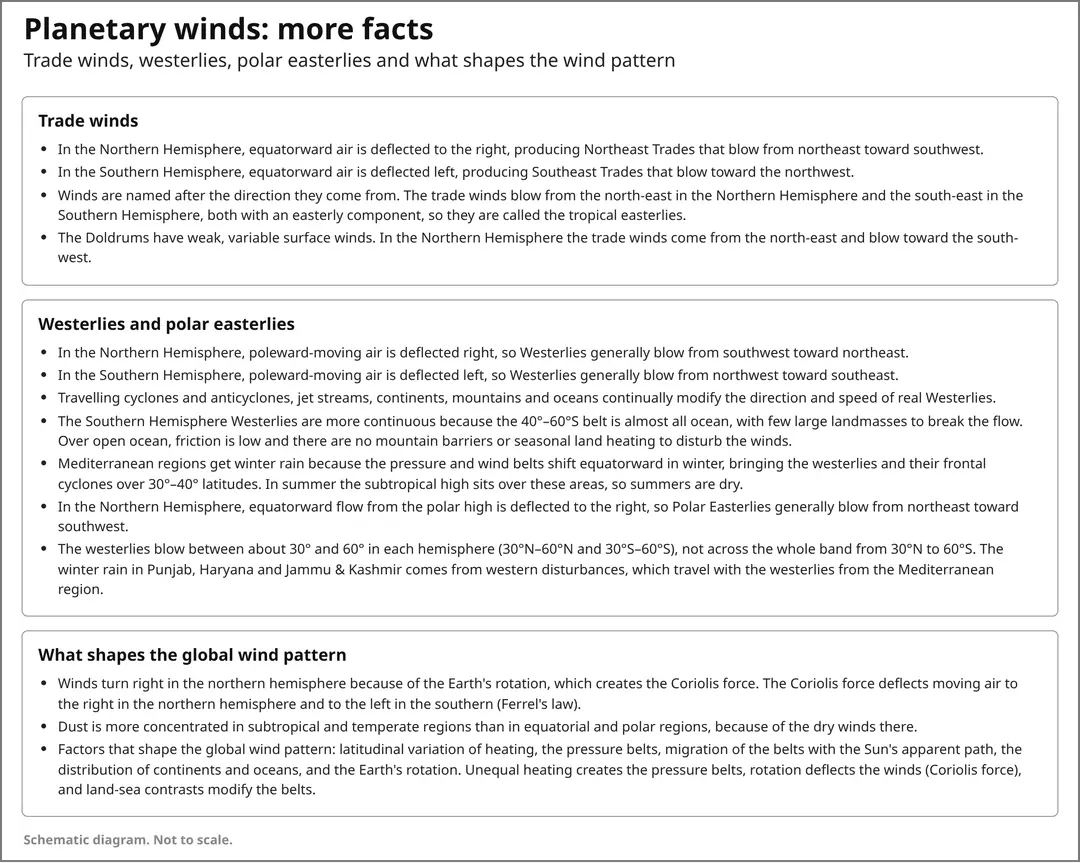 Planetary winds: more facts
Trade winds, westerlies, polar easterlies and what shapes the wind pattern
Trade winds
• In the Northern Hemisphere, equatorward air is deflected to the right, producing Northeast Trades that blow from northeast toward southwest.
• In the Southern Hemisphere, equatorward air is deflected left, producing Southeast Trades that blow toward the northwest.
• Winds are named after the direction they come from. The trade winds blow from the north-east in the Northern Hemisphere and the south-east in the
Southern Hemisphere, both with an easterly component, so they are called the tropical easterlies.
• The Doldrums have weak, variable surface winds. In the Northern Hemisphere the trade winds come from the north-east and blow toward the south-
west.
Westerlies and polar easterlies
• In the Northern Hemisphere, poleward-moving air is deflected right, so Westerlies generally blow from southwest toward northeast.
• In the Southern Hemisphere, poleward-moving air is deflected left, so Westerlies generally blow from northwest toward southeast.
• Travelling cyclones and anticyclones, jet streams, continents, mountains and oceans continually modify the direction and speed of real Westerlies.
• The Southern Hemisphere Westerlies are more continuous because the 40°–60°S belt is almost all ocean, with few large landmasses to break the flow.
Over open ocean, friction is low and there are no mountain barriers or seasonal land heating to disturb the winds.
• Mediterranean regions get winter rain because the pressure and wind belts shift equatorward in winter, bringing the westerlies and their frontal
cyclones over 30°–40° latitudes. In summer the subtropical high sits over these areas, so summers are dry.
• In the Northern Hemisphere, equatorward flow from the polar high is deflected to the right, so Polar Easterlies generally blow from northeast toward
southwest.
• The westerlies blow between about 30° and 60° in each hemisphere (30°N–60°N and 30°S–60°S), not across the whole band from 30°N to 60°S. The
winter rain in Punjab, Haryana and Jammu & Kashmir comes from western disturbances, which travel with the westerlies from the Mediterranean
region.
What shapes the global wind pattern
• Winds turn right in the northern hemisphere because of the Earth's rotation, which creates the Coriolis force. The Coriolis force deflects moving air to
the right in the northern hemisphere and to the left in the southern (Ferrel's law).
• Dust is more concentrated in subtropical and temperate regions than in equatorial and polar regions, because of the dry winds there.
• Factors that shape the global wind pattern: latitudinal variation of heating, the pressure belts, migration of the belts with the Sun's apparent path, the
distribution of continents and oceans, and the Earth's rotation. Unequal heating creates the pressure belts, rotation deflects the winds (Coriolis force),
and land-sea contrasts modify the belts.
Schematic diagram. Not to scale.